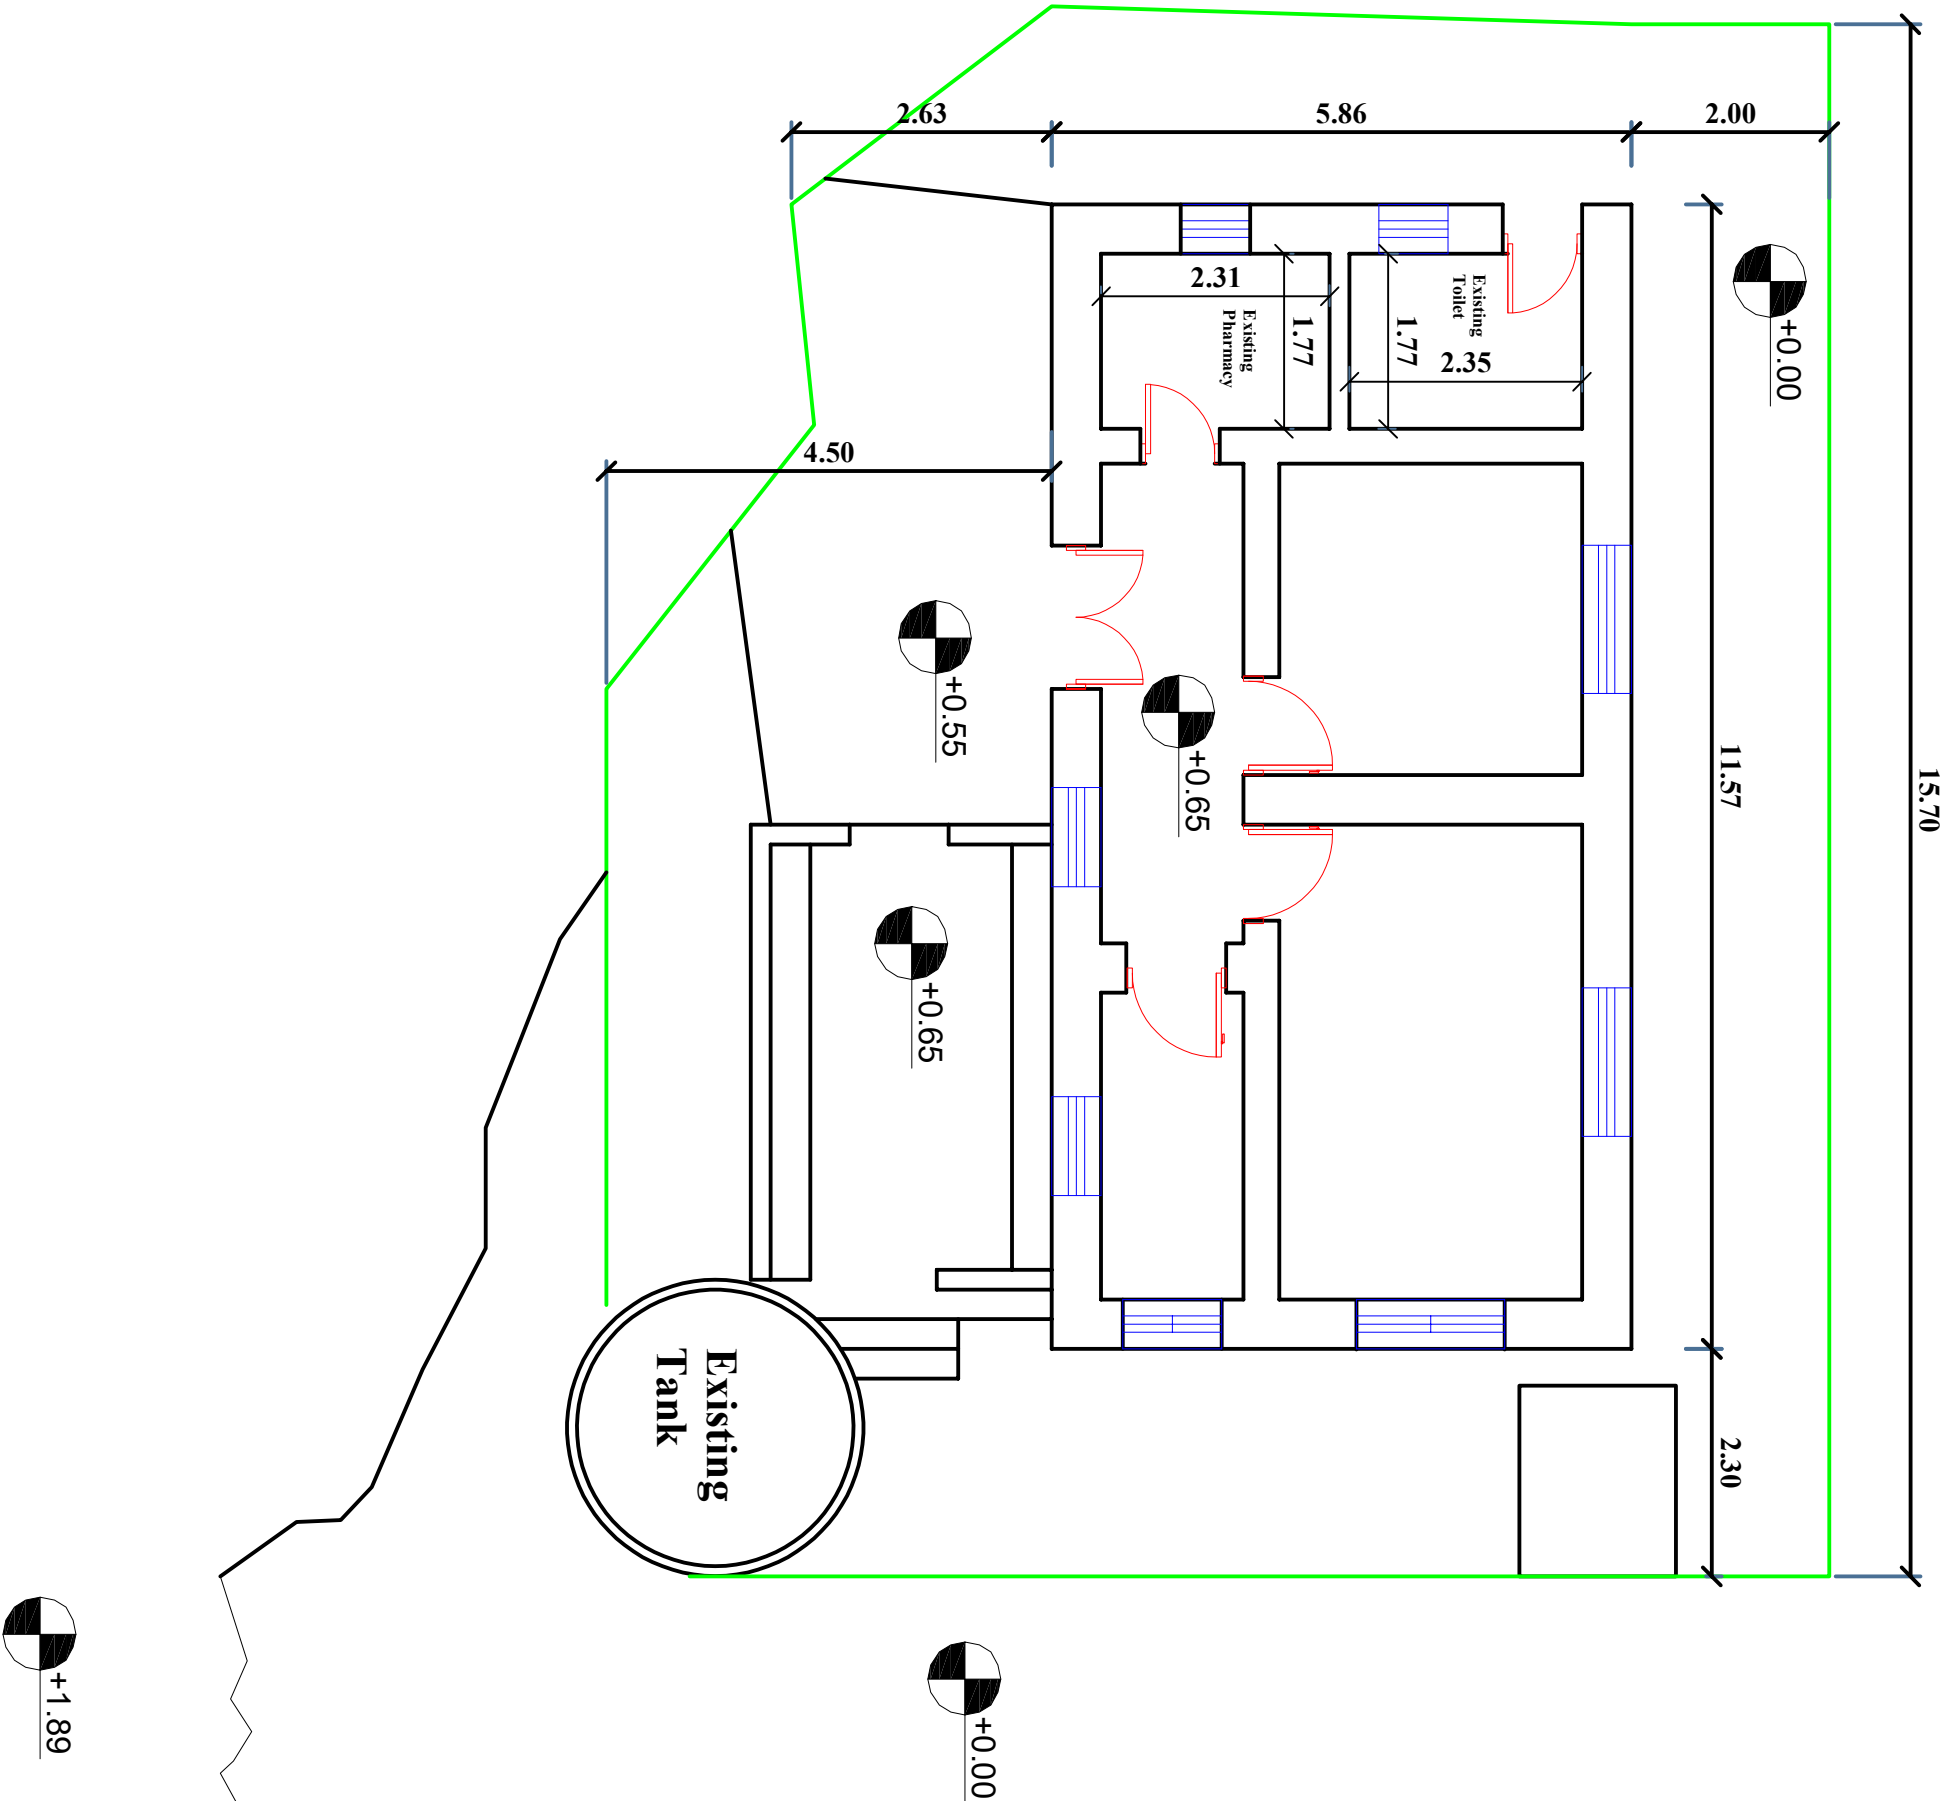 2.63
5.86
2.00
15.70
2.31
Existing
Toilet
+0.00
Existing
Pharmacy
1.77
1.77
2.35
4.50
+0.55
+0.65
11.57
+0.65
Existing
Tank
2.30
+1.89
+0.00